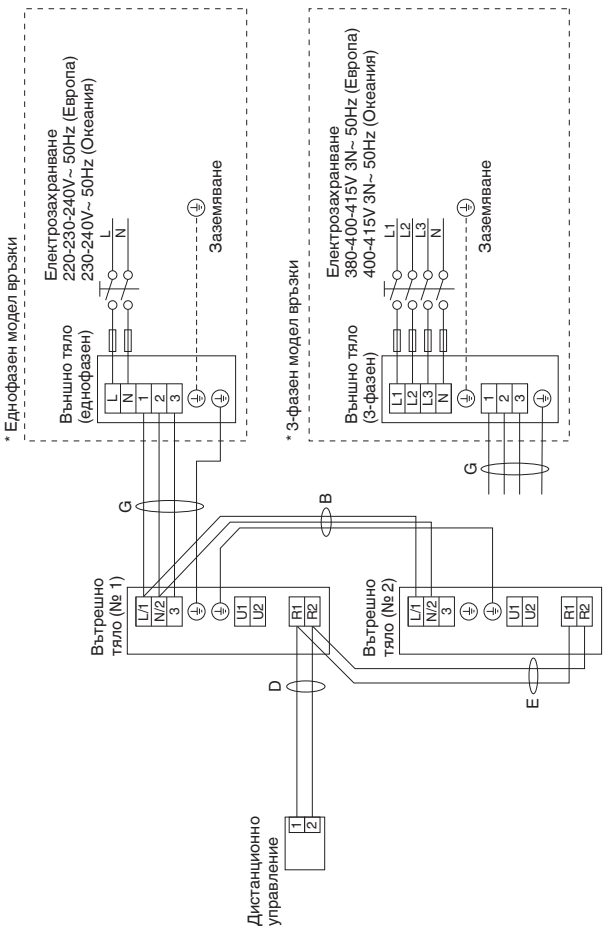 * Еднофазен модел връзки
Електрозахранване
220-230-240V~ 50Hz (Европа)
230-240V~ 50Hz (Океания)
L
N
Външно тяло
(еднофазен)
L
N
1
2
3
Заземяване
G
* 3-фазен модел връзки
Електрозахранване
380-400-415V 3N~ 50Hz (Европа)
400-415V 3N~ 50Hz (Океания)
L1
L2
L3
N
Външно тяло
(3-фазен)
L1
L2
L3
N
1
2
3
Заземяване
G
Вътрешно
тяло (№ 1)
L/1
N/2
3
U1
U2
R1
R2
B
D
Вътрешно
тяло (№ 2)
L/1
N/2
3
U1
U2
R1
R2
E
Дистанционно
управление
1
2